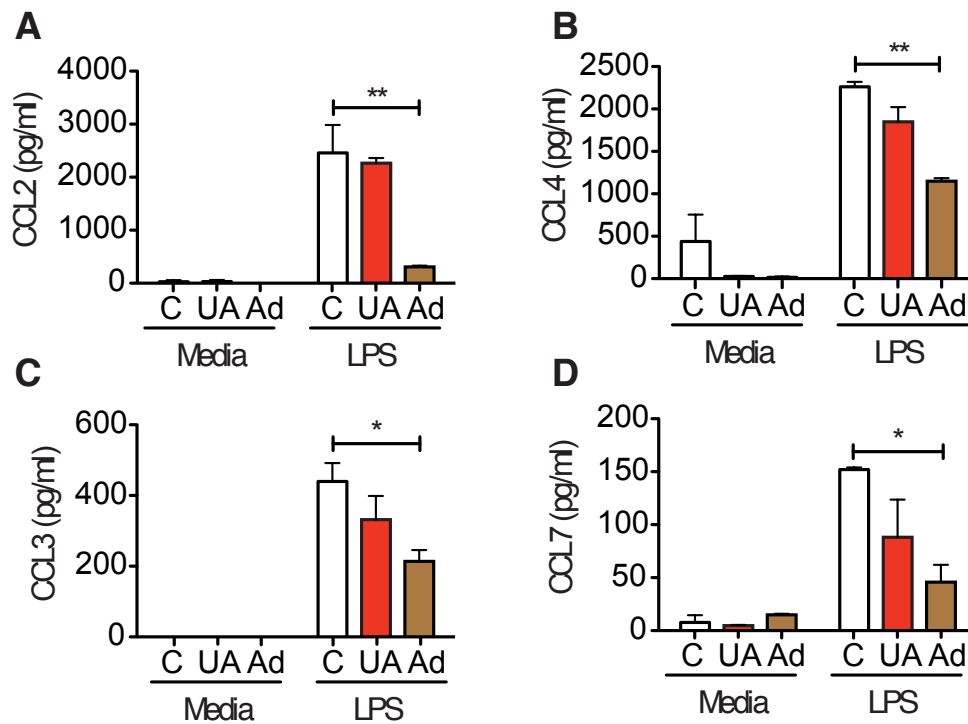 A
CCL2 (pg/ml)
4000
3000
2000
1000
0
**
C UA Ad C UA Ad
Media LPS
B
CCL4 (pg/ml)
2500
2000
1500
1000
500
0
**
C UA Ad C UA Ad
Media LPS
C
CCL3 (pg/ml)
600
400
200
0
*
C UA Ad C UA Ad
Media LPS
D
CCL7 (pg/ml)
200
150
100
50
0
*
C UA Ad C UA Ad
Media LPS